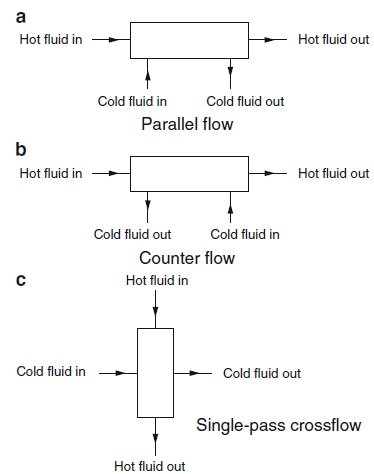 a
Hot fluid in
Hot fluid out
Cold fluid in
Cold fluid out
Parallel flow
b
Hot fluid in
Hot fluid out
Cold fluid out
Cold fluid in
Counter flow
c
Hot fluid in
Cold fluid in
Cold fluid out
Single-pass crossflow
Hot fluid out